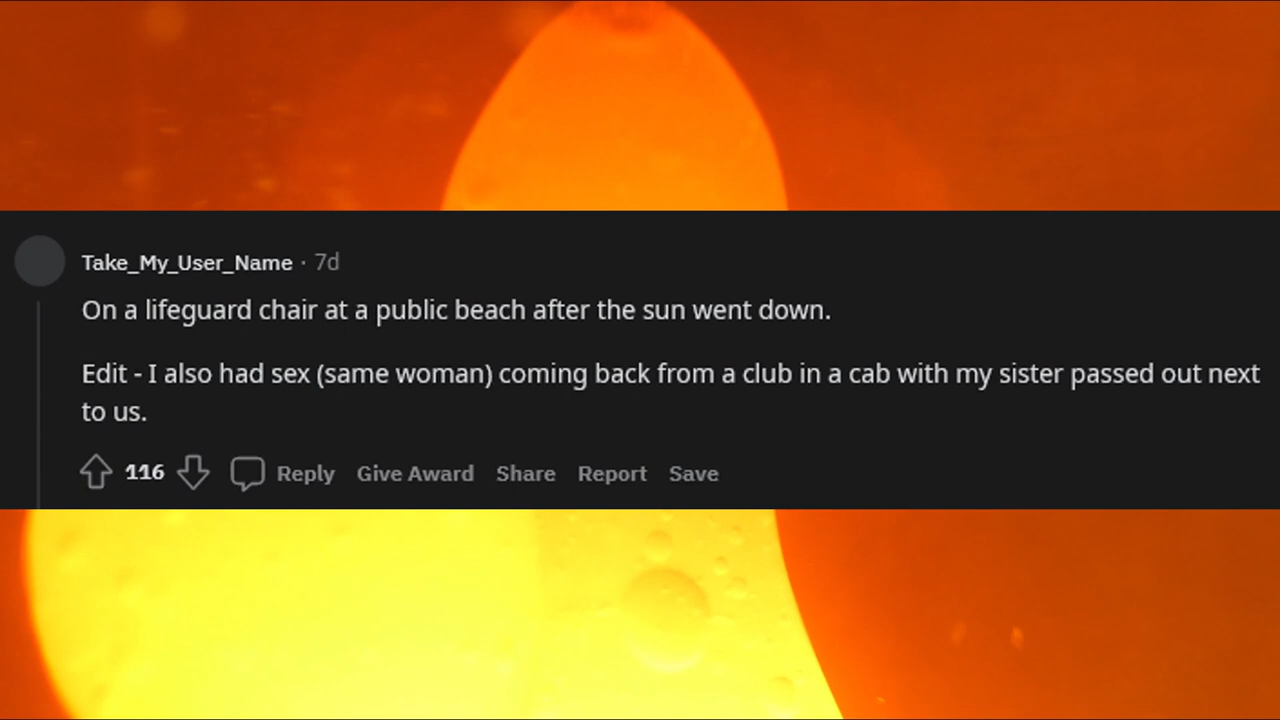 Take_My_User_Name · 7d
On a lifeguard chair at a public beach after the sun went down.
Edit - I also had sex (same woman) coming back from a club in a cab with my sister passed out next
to us.
116 Reply Give Award Share Report Save